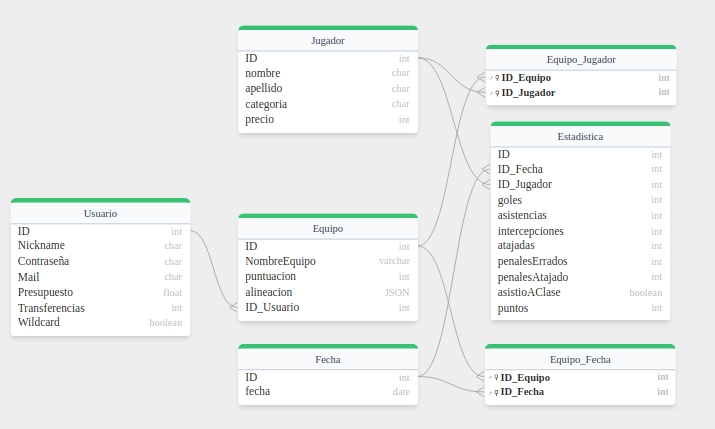 Jugador
ID int
nombre char
apellido char
categoria char
precio int
Equipo_Jugador
ID_Equipo int
ID_Jugador int
Estadistica
ID int
ID_Fecha int
ID_Jugador int
goles int
asistencias int
intercepciones int
atajadas int
penalesErrados int
penalesAtajado int
asistioAClase boolean
puntos int
Usuario
ID int
Nickname char
Contraseña char
Mail char
Presupuesto float
Transferencias int
Wildcard boolean
Equipo
ID int
NombreEquipo varchar
puntuacion int
alineacion JSON
ID_Usuario int
Fecha
ID int
fecha date
Equipo_Fecha
ID_Equipo int
ID_Fecha int